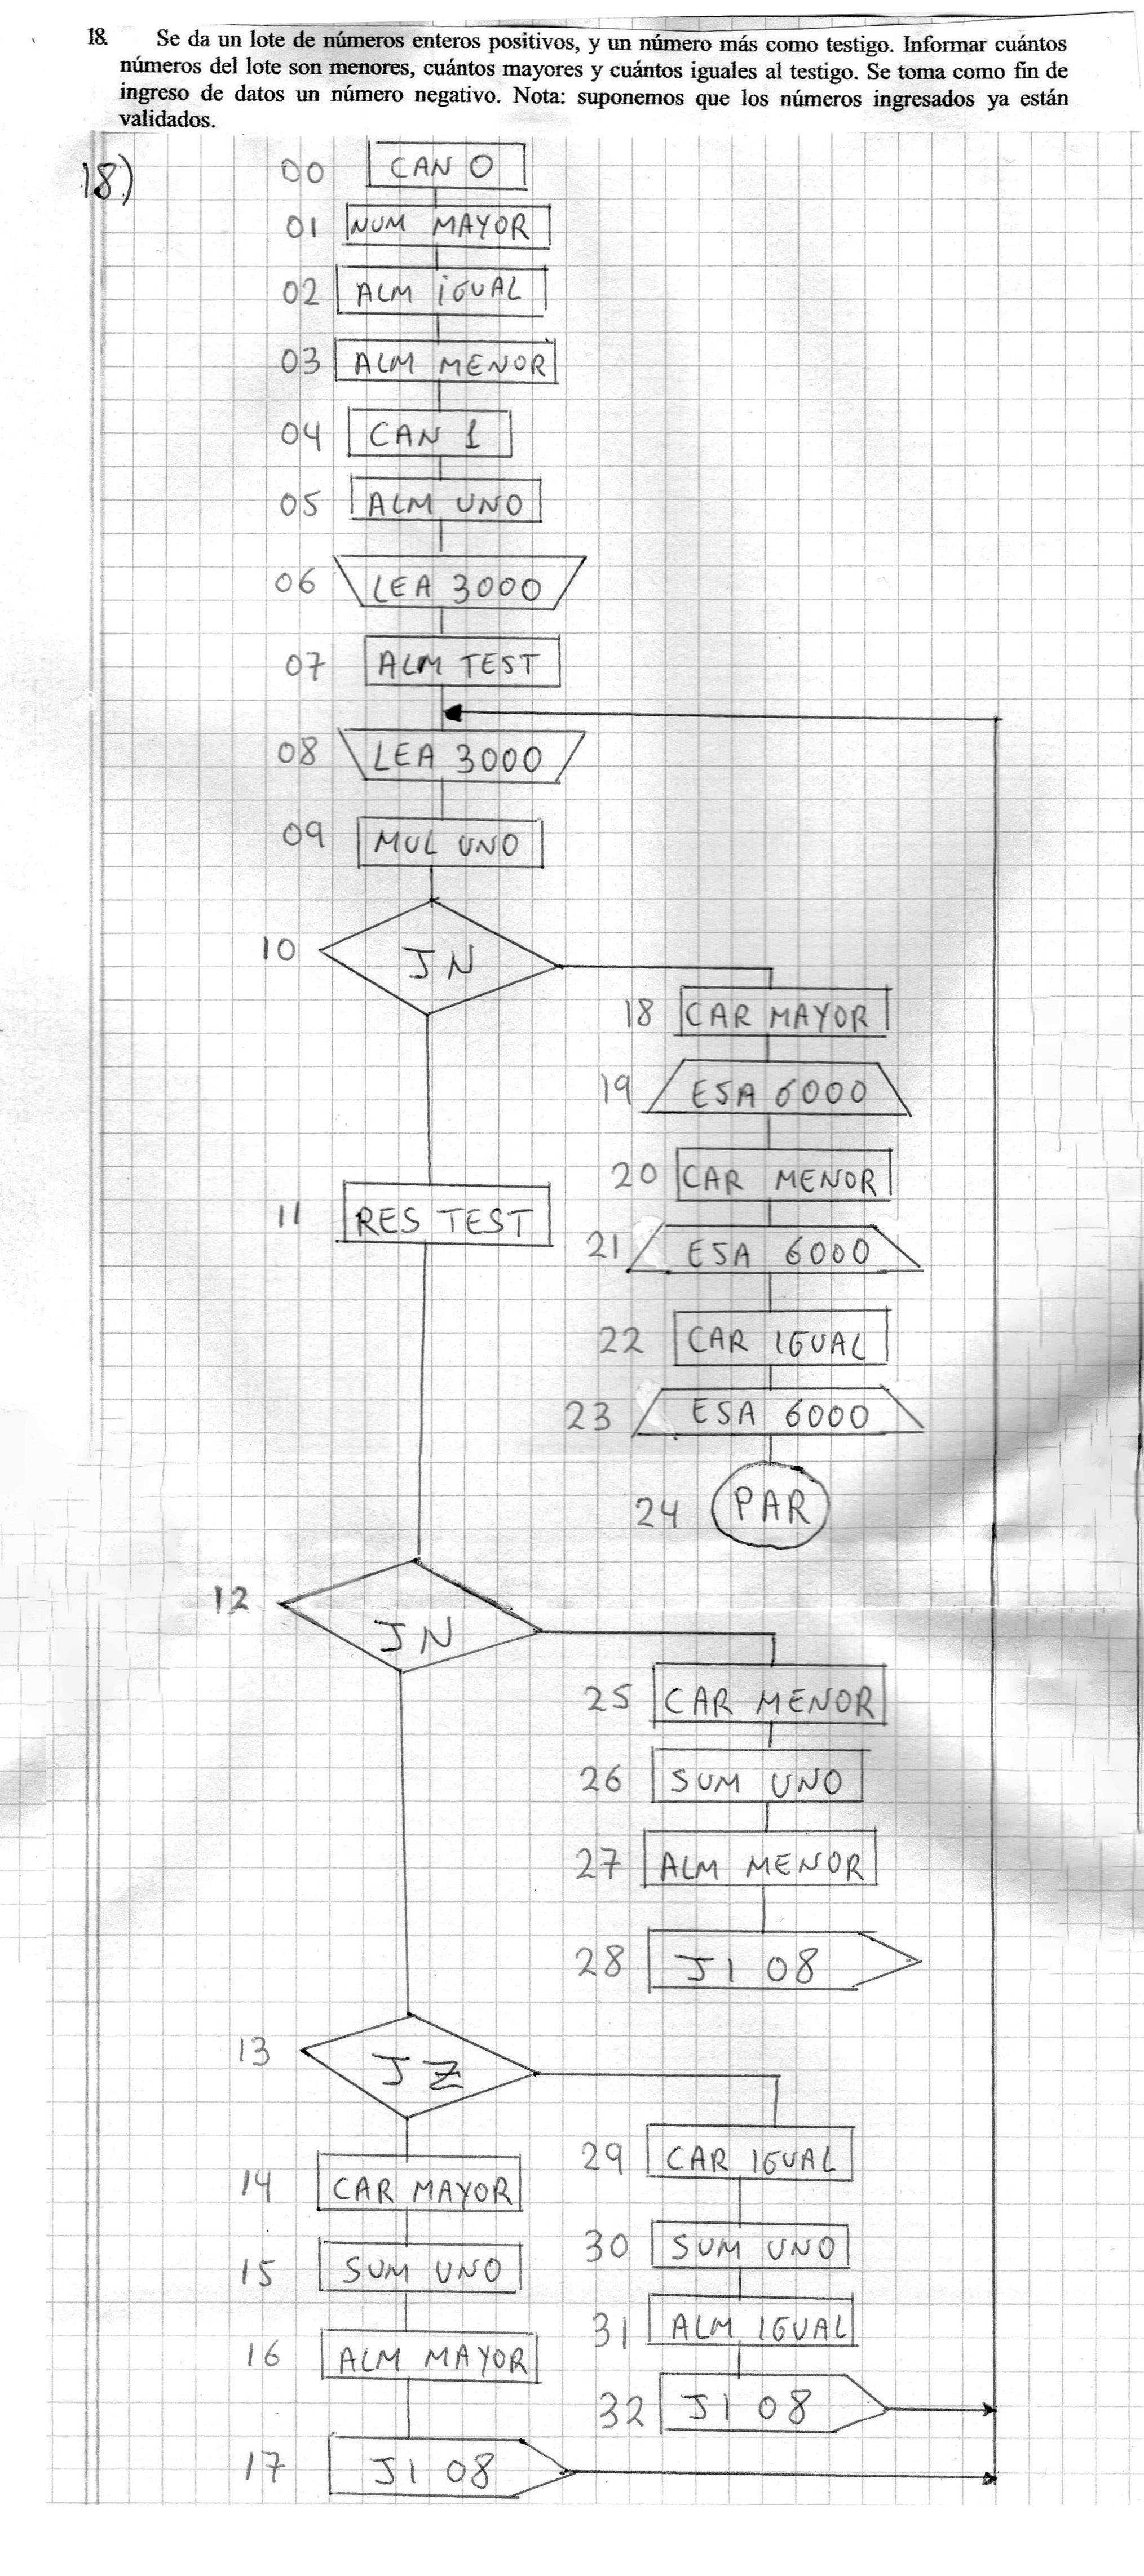 18. Se da un lote de números enteros positivos, y un número más como testigo. Informar cuántos
números del lote son menores, cuántos mayores y cuántos iguales al testigo. Se toma como fin de
ingreso de datos un número negativo. Nota: suponemos que los números ingresados ya están
validados.
18)
00 CAN 0
01 NUM MAYOR
02 ALM IGUAL
03 ALM MENOR
04 CAN 1
05 ALM UNO
06 LEA 3000
07 ALM TEST
08 LEA 3000
09 MUL UNO
10 JN
18 CAR MAYOR
19 ESA 6000
20 CAR MENOR
11 RES TEST
21 ESA 6000
22 CAR IGUAL
23 ESA 6000
24 PAR
12 JN
25 CAR MENOR
26 SUM UNO
27 ALM MENOR
28 JI 08
13 JZ
29 CAR IGUAL
14 CAR MAYOR
30 SUM UNO
15 SUM UNO
31 ALM IGUAL
16 ALM MAYOR
32 JI 08
17 JI 08